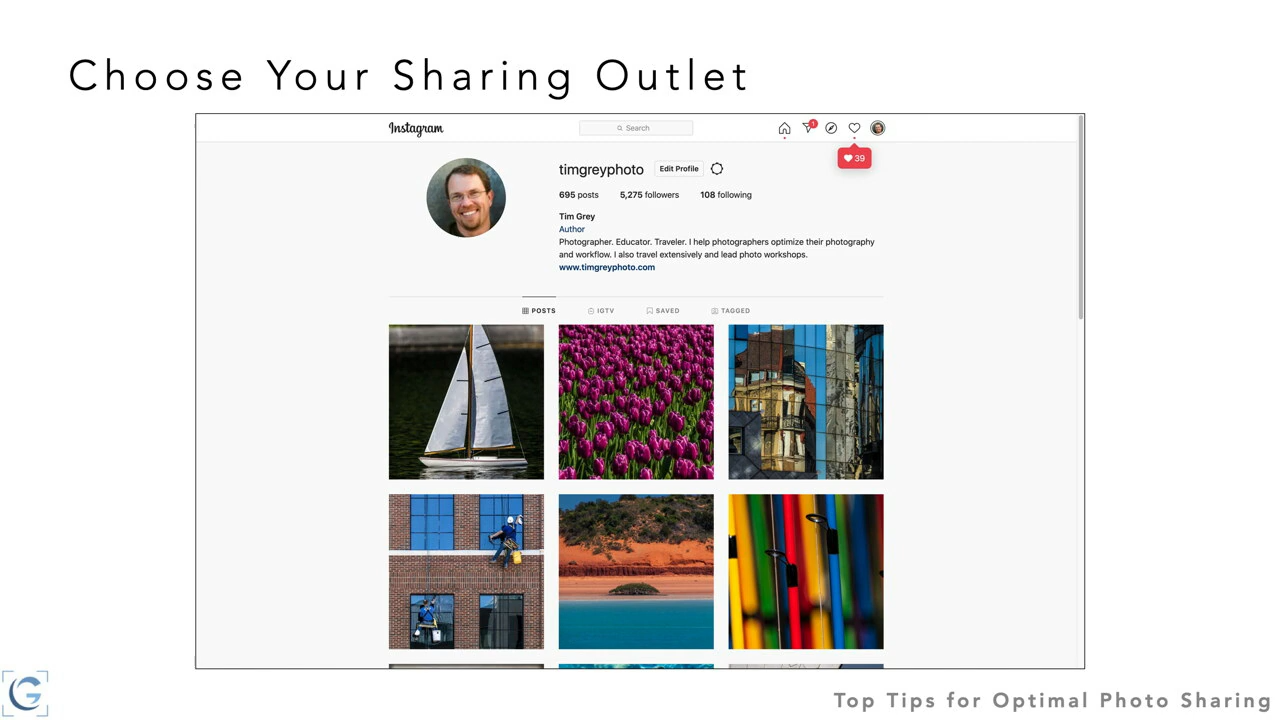 Choose Your Sharing Outlet
Instagram
Search
1
39
timgreyphoto
Edit Profile
695 posts
5,275 followers
108 following
Tim Grey
Author
Photographer. Educator. Traveler. I help photographers optimize their photography
and workflow. I also travel extensively and lead photo workshops.
www.timgreyphoto.com
POSTS
IGTV
SAVED
TAGGED
G
Top Tips for Optimal Photo Sharing